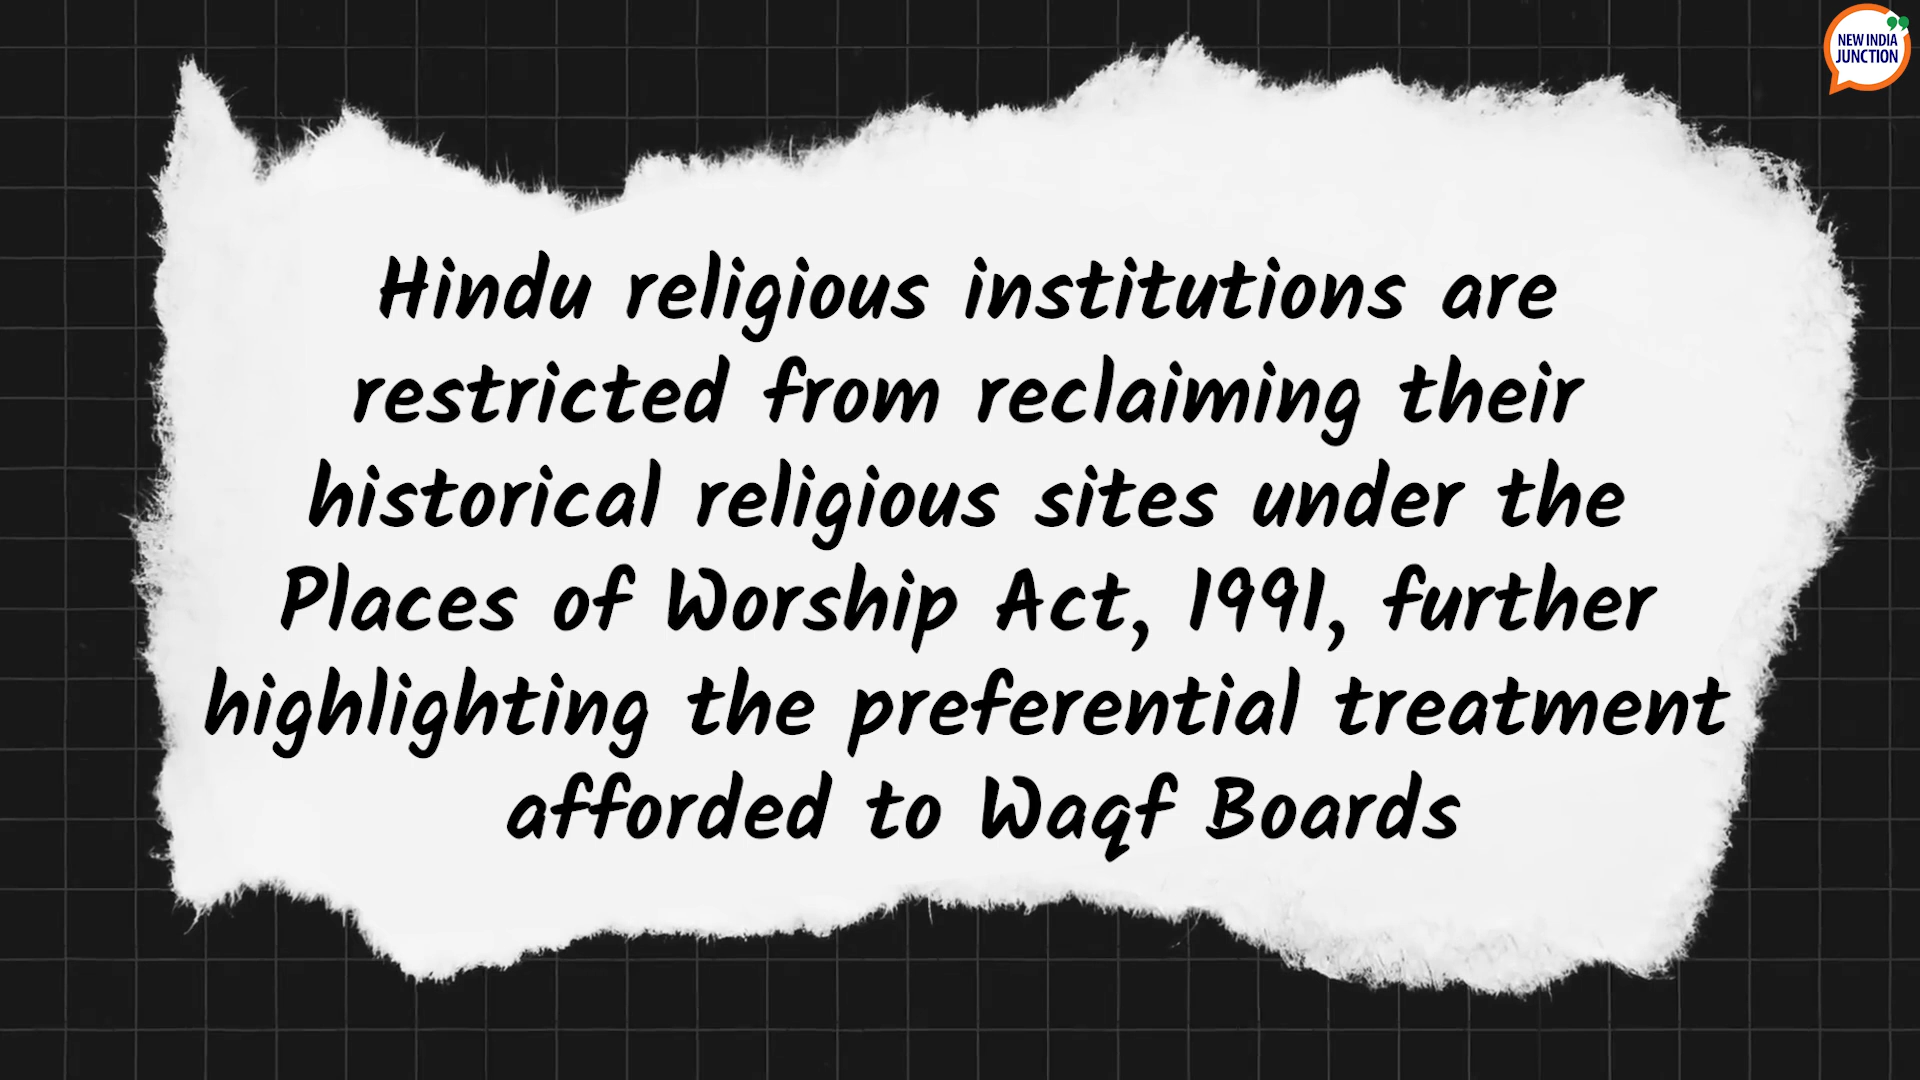 NEW INDIA
JUNCTION
Hindu religious institutions are
restricted from reclaiming their
historical religious sites under the
Places of Worship Act, 1991, further
highlighting the preferential treatment
afforded to Waqf Boards